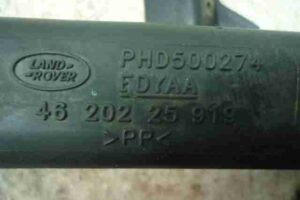 LAND-
-ROVER
PHD500274
EDYAA
46 202 25 919
>PP<